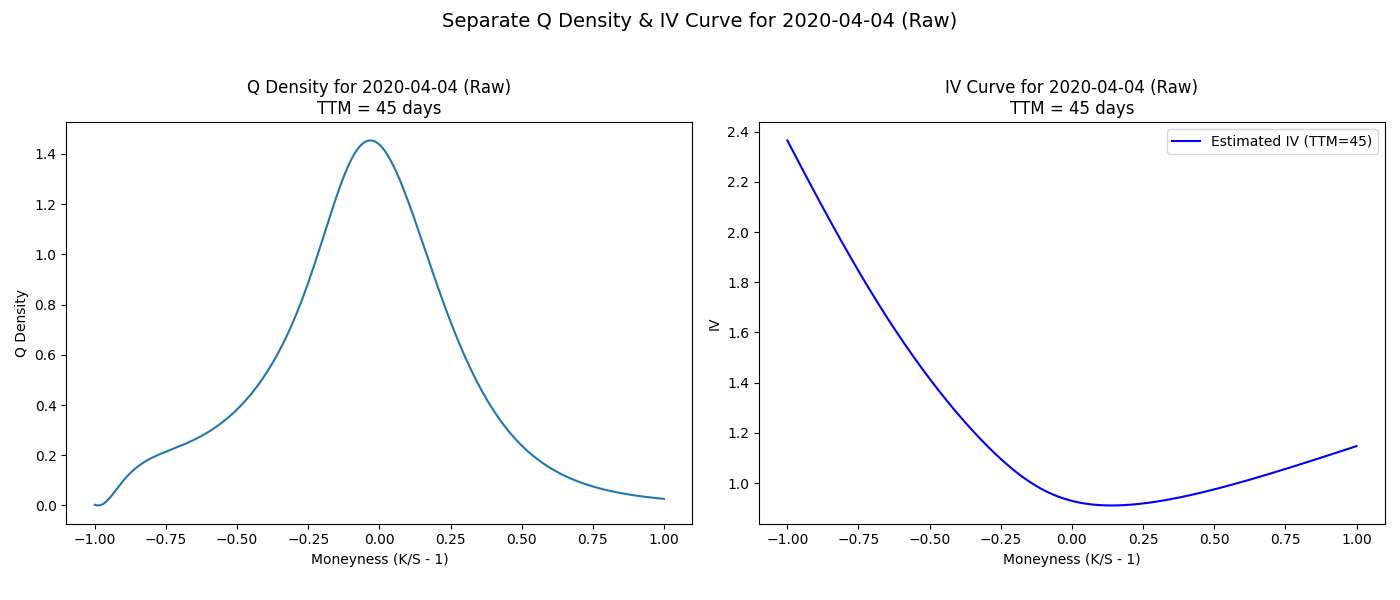 Separate Q Density & IV Curve for 2020-04-04 (Raw)
Q Density for 2020-04-04 (Raw)
TTM = 45 days
1.4
1.2
1.0
0.8
0.6
0.4
0.2
0.0
Q Density
−1.00 −0.75 −0.50 −0.25 0.00 0.25 0.50 0.75 1.00
Moneyness (K/S - 1)
IV Curve for 2020-04-04 (Raw)
TTM = 45 days
Estimated IV (TTM=45)
2.4
2.2
2.0
1.8
1.6
1.4
1.2
1.0
IV
−1.00 −0.75 −0.50 −0.25 0.00 0.25 0.50 0.75 1.00
Moneyness (K/S - 1)